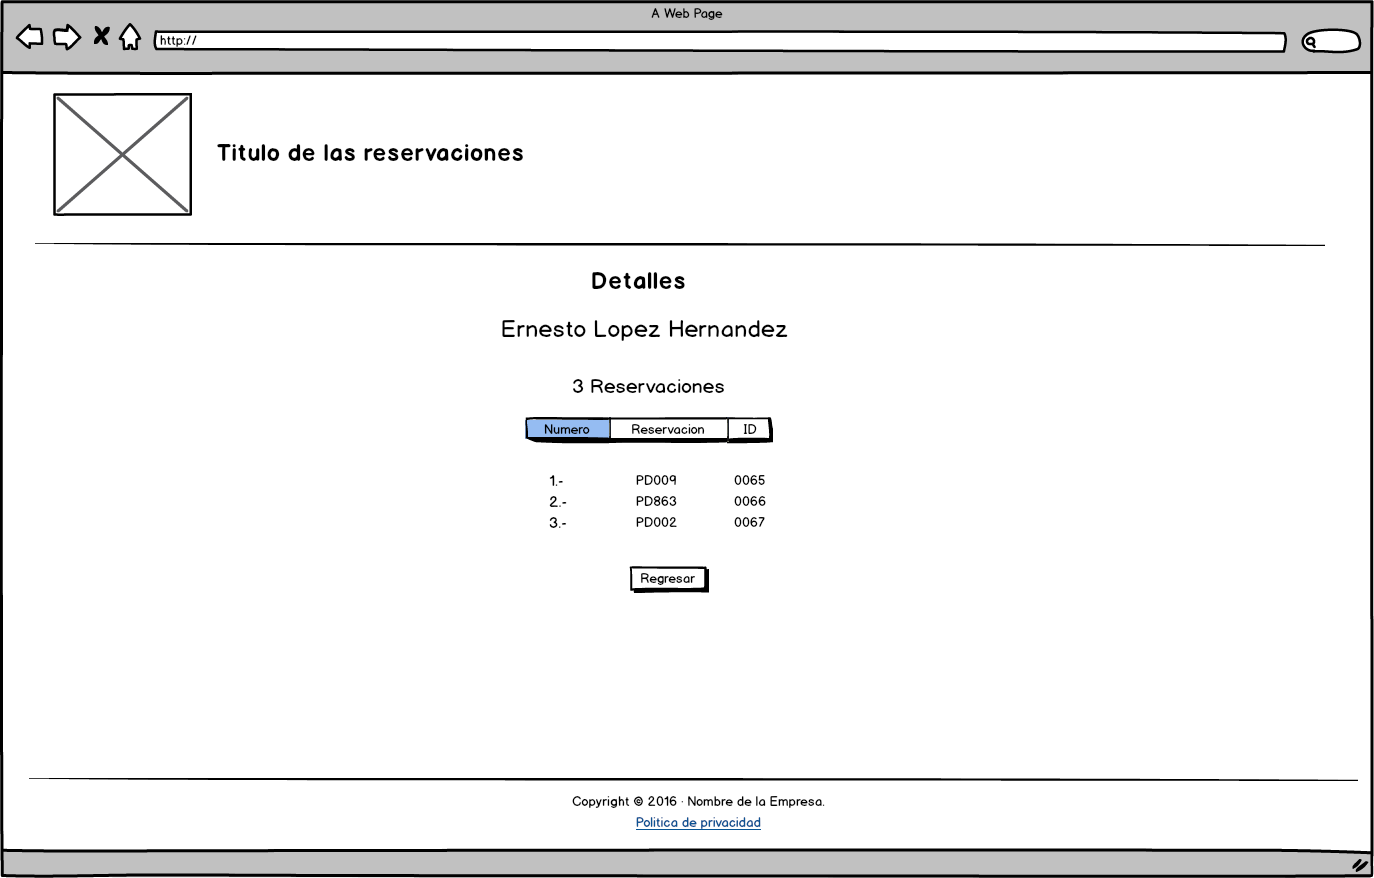 A Web Page
http://
Titulo de las reservaciones
Detalles
Ernesto Lopez Hernandez
3 Reservaciones
Numero Reservacion ID
1.- PD009 0065
2.- PD863 0066
3.- PD002 0067
Regresar
Copyright © 2016 · Nombre de la Empresa.
Politica de privacidad